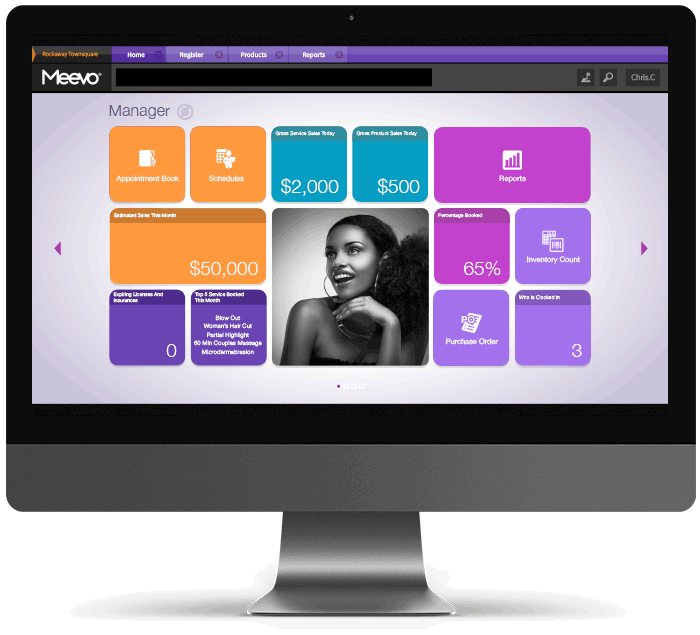 Rockaway Townsquare
Home
Register
Products
Reports
Meevo®
Chris.C
Manager
Appointment Book
Schedules
Gross Service Sales Today
$2,000
Gross Product Sales Today
$500
Reports
Estimated Sales This Month
$50,000
Percentage Booked
65%
Inventory Count
Expiring Licenses And
Insurances
0
Top 5 Service Booked
This Month
Blow Out
Women's Hair Cut
Partial Highlight
60 Min Couples Massage
Microdermabrasion
PO
Purchase Order
Who Is Clocked In
3